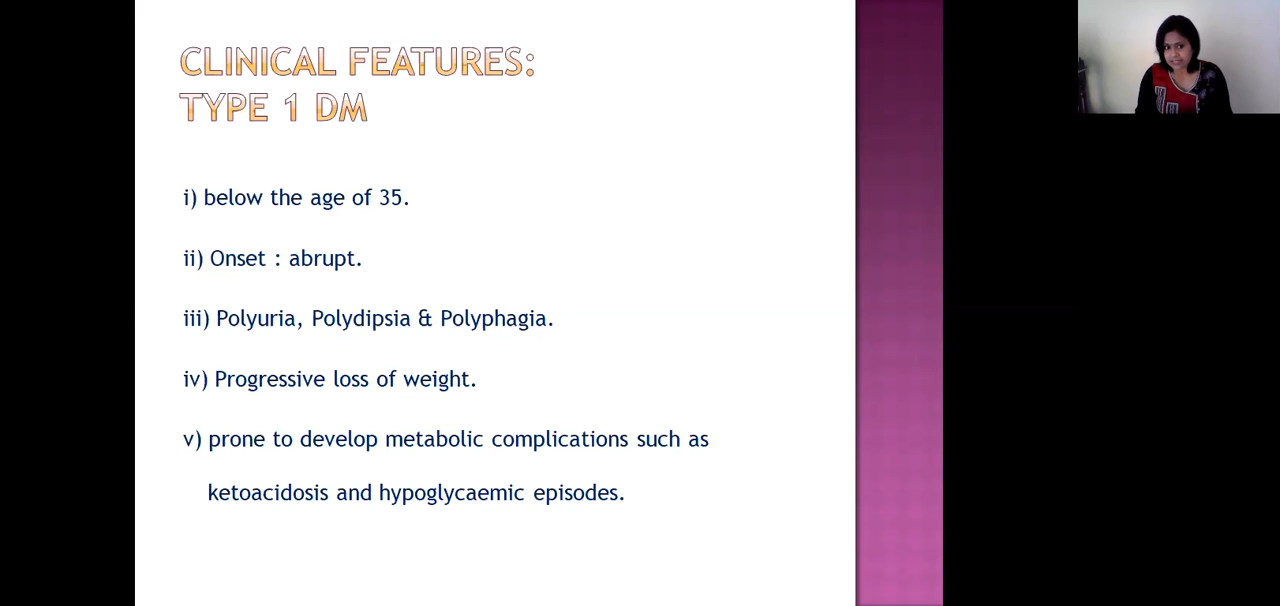 CLINICAL FEATURES:
TYPE 1 DM
i) below the age of 35.
ii) Onset : abrupt.
iii) Polyuria, Polydipsia & Polyphagia.
iv) Progressive loss of weight.
v) prone to develop metabolic complications such as
ketoacidosis and hypoglycaemic episodes.